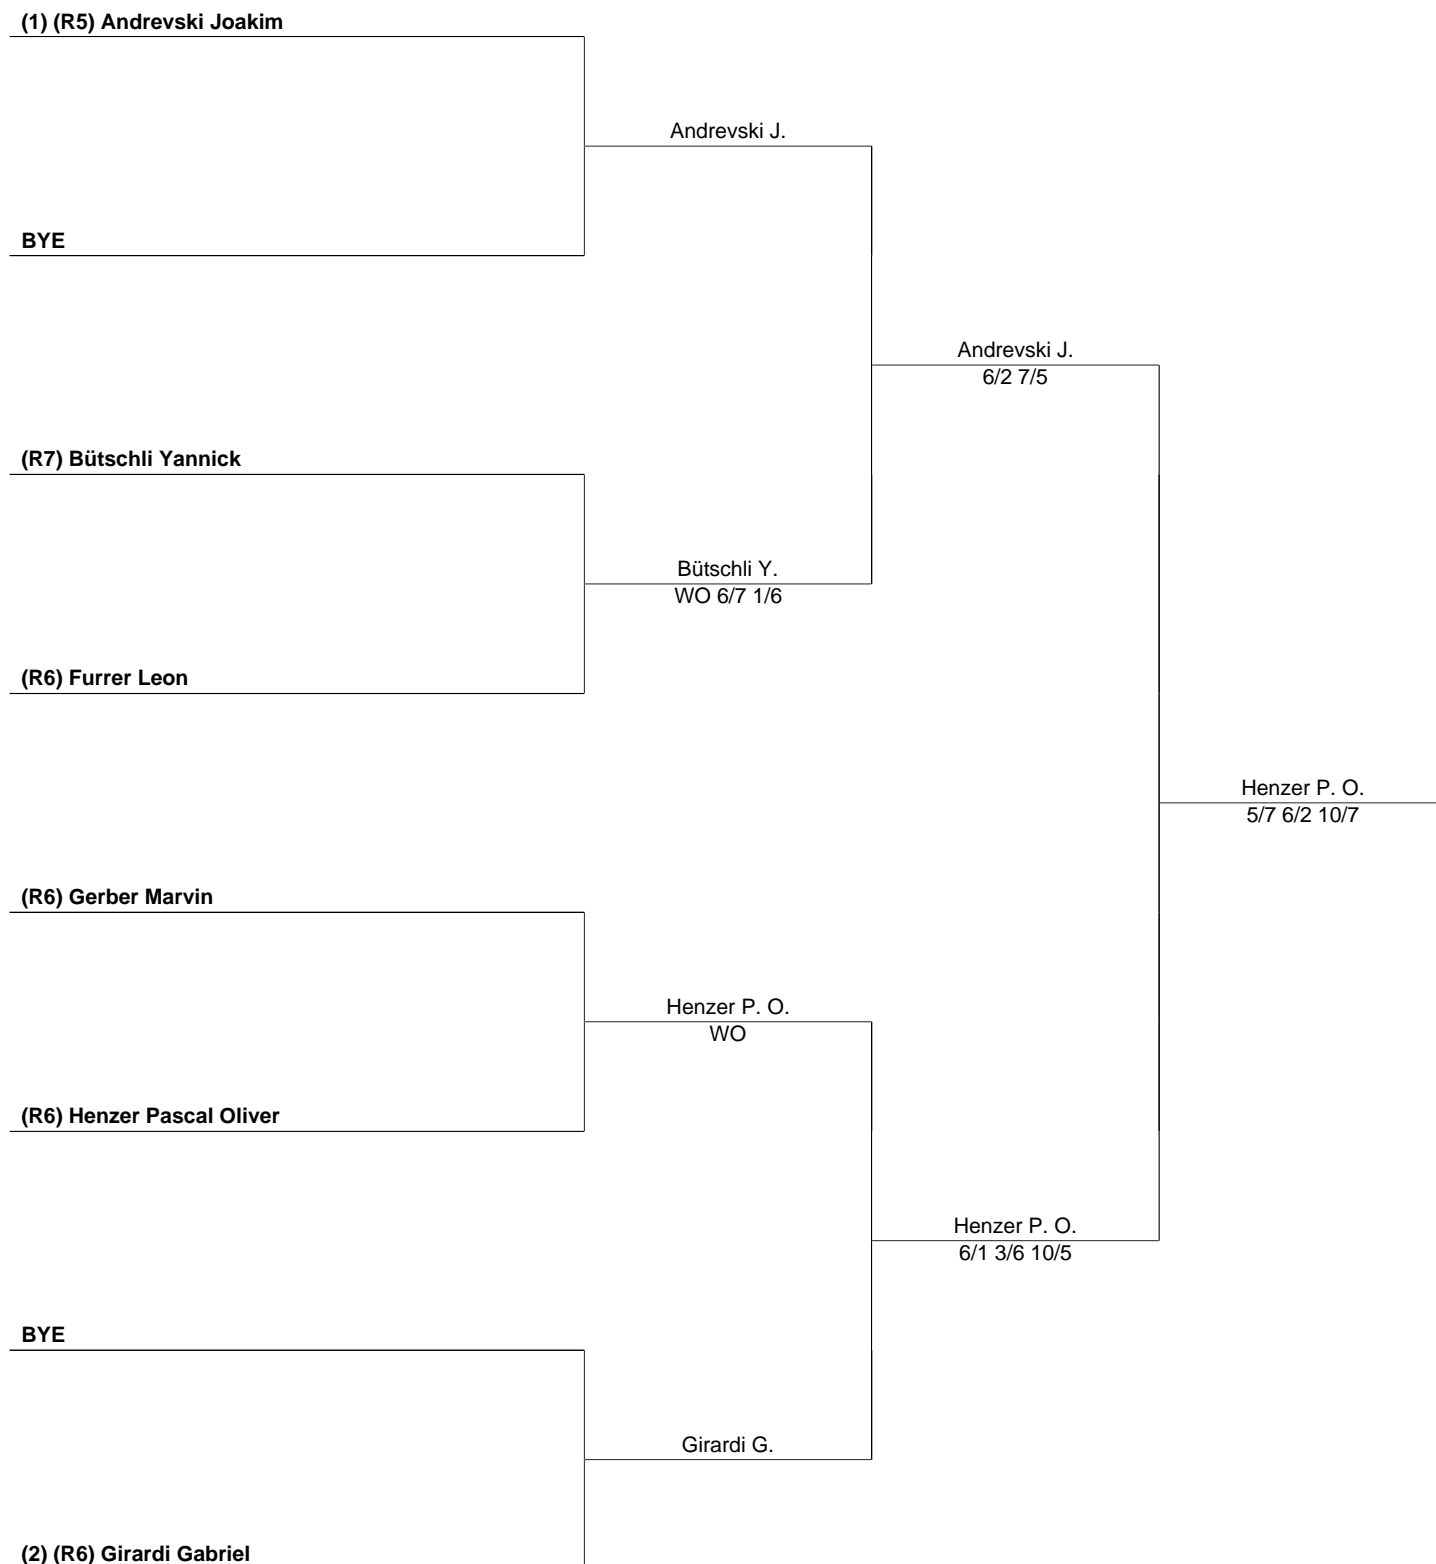 (1) (R5) Andrevski Joakim
Andrevski J.
BYE
Andrevski J.
6/2 7/5
(R7) Bütschli Yannick
Bütschli Y.
WO 6/7 1/6
(R6) Furrer Leon
Henzer P. O.
5/7 6/2 10/7
(R6) Gerber Marvin
Henzer P. O.
WO
(R6) Henzer Pascal Oliver
Henzer P. O.
6/1 3/6 10/5
BYE
Girardi G.
(2) (R6) Girardi Gabriel